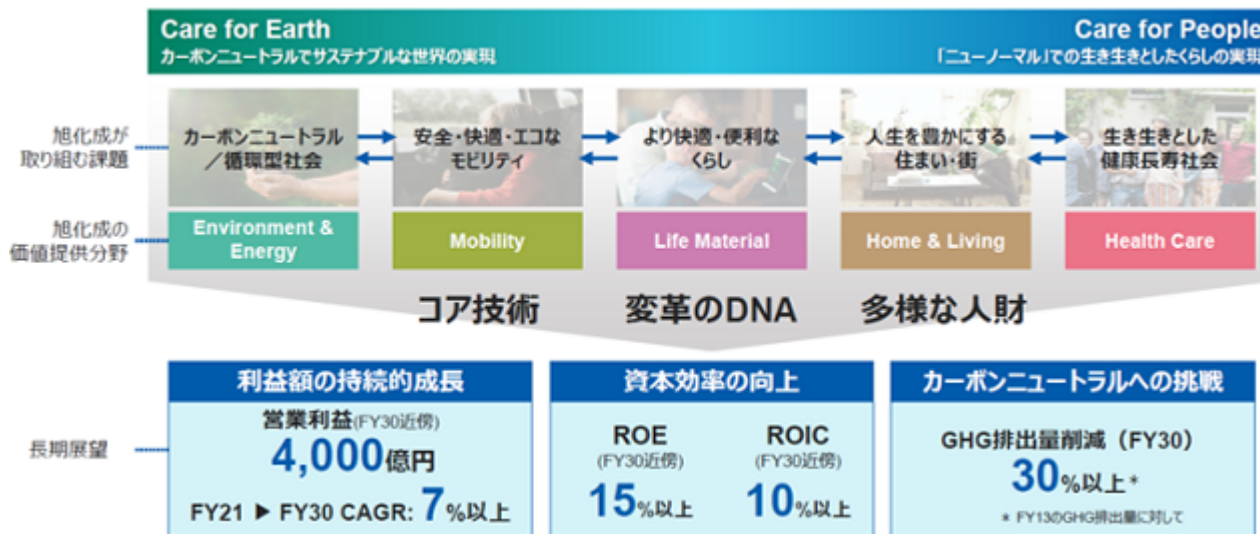 Care for Earth
カーボンニュートラルでサステナブルな世界の実現
Care for People
「ニューノーマル」での生き生きとしたくらしの実現
旭化成が
取り組む課題
カーボンニュートラル
／循環型社会
安全・快適・エコな
モビリティ
より快適・便利な
くらし
人生を豊かにする
住まい・街
生き生きとした
健康長寿社会
旭化成の
価値提供分野
Environment &
Energy
Mobility
Life Material
Home & Living
Health Care
コア技術
変革のDNA
多様な人財
長期展望
利益額の持続的成長
営業利益(FY30近傍)
4,000億円
FY21 ▶ FY30 CAGR: 7%以上
資本効率の向上
ROE
(FY30近傍)
15%以上
ROIC
(FY30近傍)
10%以上
カーボンニュートラルへの挑戦
GHG排出量削減（FY30）
30%以上*
* FY13のGHG排出量に対して